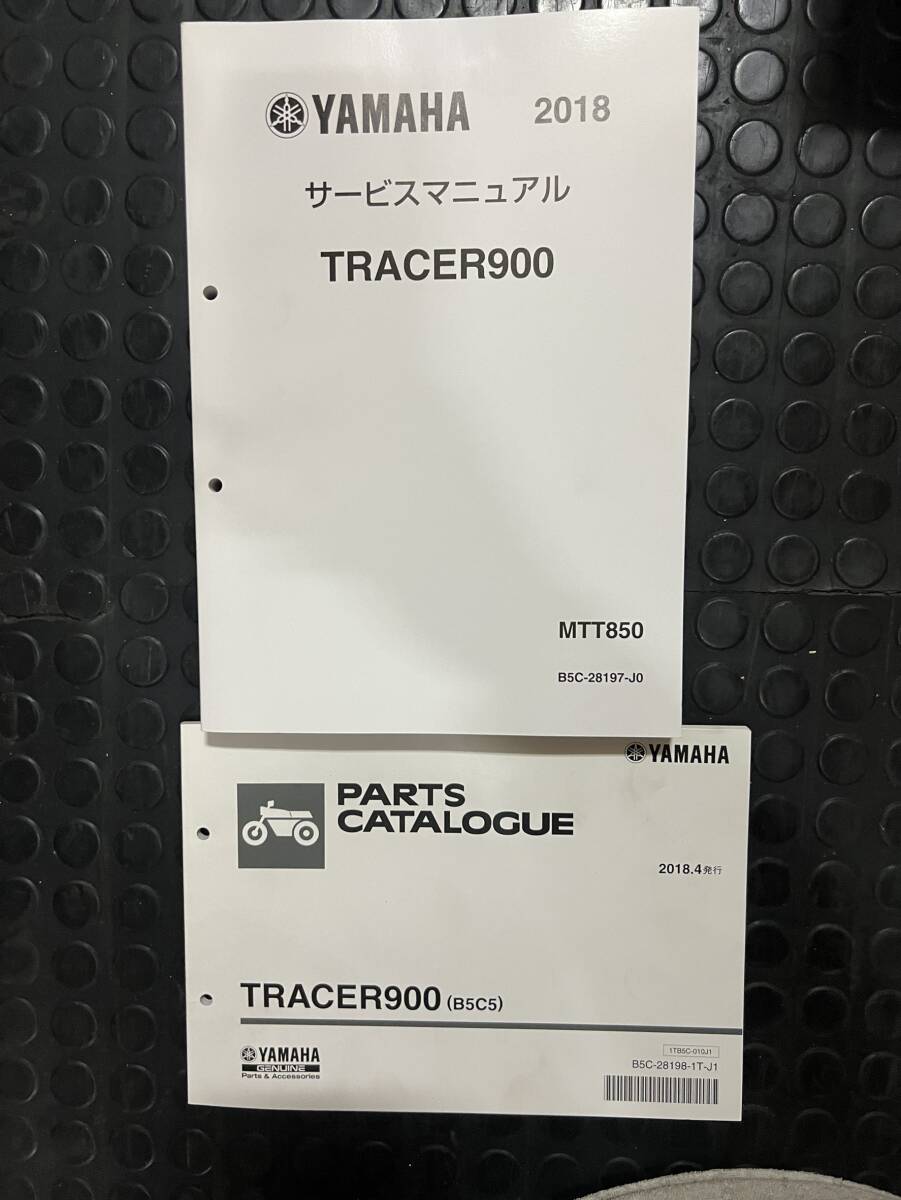 YAMAHA 2018
サービスマニュアル
TRACER900
MTT850
B5C-28197-J0
YAMAHA
PARTS
CATALOGUE
2018.4発行
TRACER900 (B5C5)
YAMAHA
GENUINE
Parts & Accessories
1TB5C-010J1
B5C-28198-1T-J1